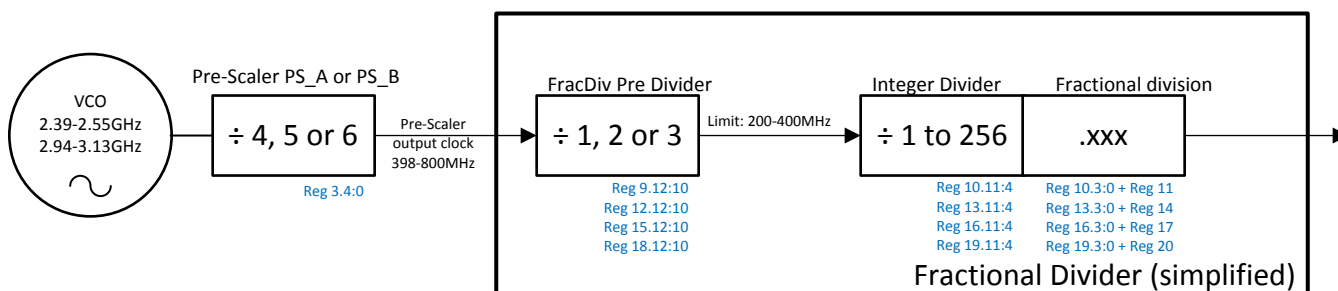 VCO
2.39-2.55GHz
2.94-3.13GHz
Pre-Scaler PS_A or PS_B
÷ 4, 5 or 6
Reg 3.4:0
Pre-Scaler
output clock
398-800MHz
FracDiv Pre Divider
÷ 1, 2 or 3
Reg 9.12:10
Reg 12.12:10
Reg 15.12:10
Reg 18.12:10
Limit: 200-400MHz
Integer Divider
÷ 1 to 256
Reg 10.11:4
Reg 13.11:4
Reg 16.11:4
Reg 19.11:4
Fractional division
.xxx
Reg 10.3:0 + Reg 11
Reg 13.3:0 + Reg 14
Reg 16.3:0 + Reg 17
Reg 19.3:0 + Reg 20
Fractional Divider (simplified)